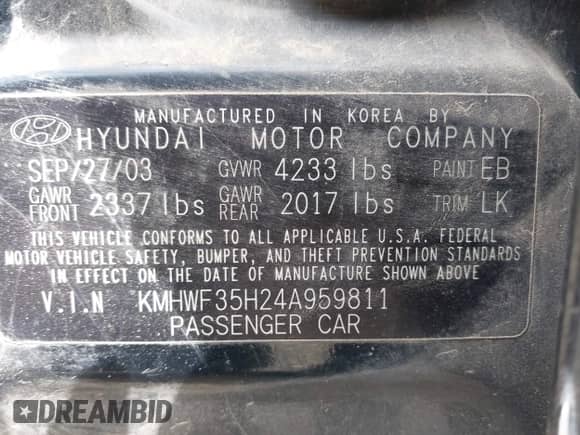 MANUFACTURED IN KOREA BY
HYUNDAI MOTOR COMPANY
SEP/27/03 GVWR 4233 lbs PAINT EB
GAWR FRONT 2337 lbs GAWR REAR 2017 lbs TRIM LK
THIS VEHICLE CONFORMS TO ALL APPLICABLE U.S.A. FEDERAL
MOTOR VEHICLE SAFETY, BUMPER, AND THEFT PREVENTION STANDARDS
IN EFFECT ON THE DATE OF MANUFACTURE SHOWN ABOVE
V.I.N KMHWF35H24A959811
PASSENGER CAR
DREAMBID